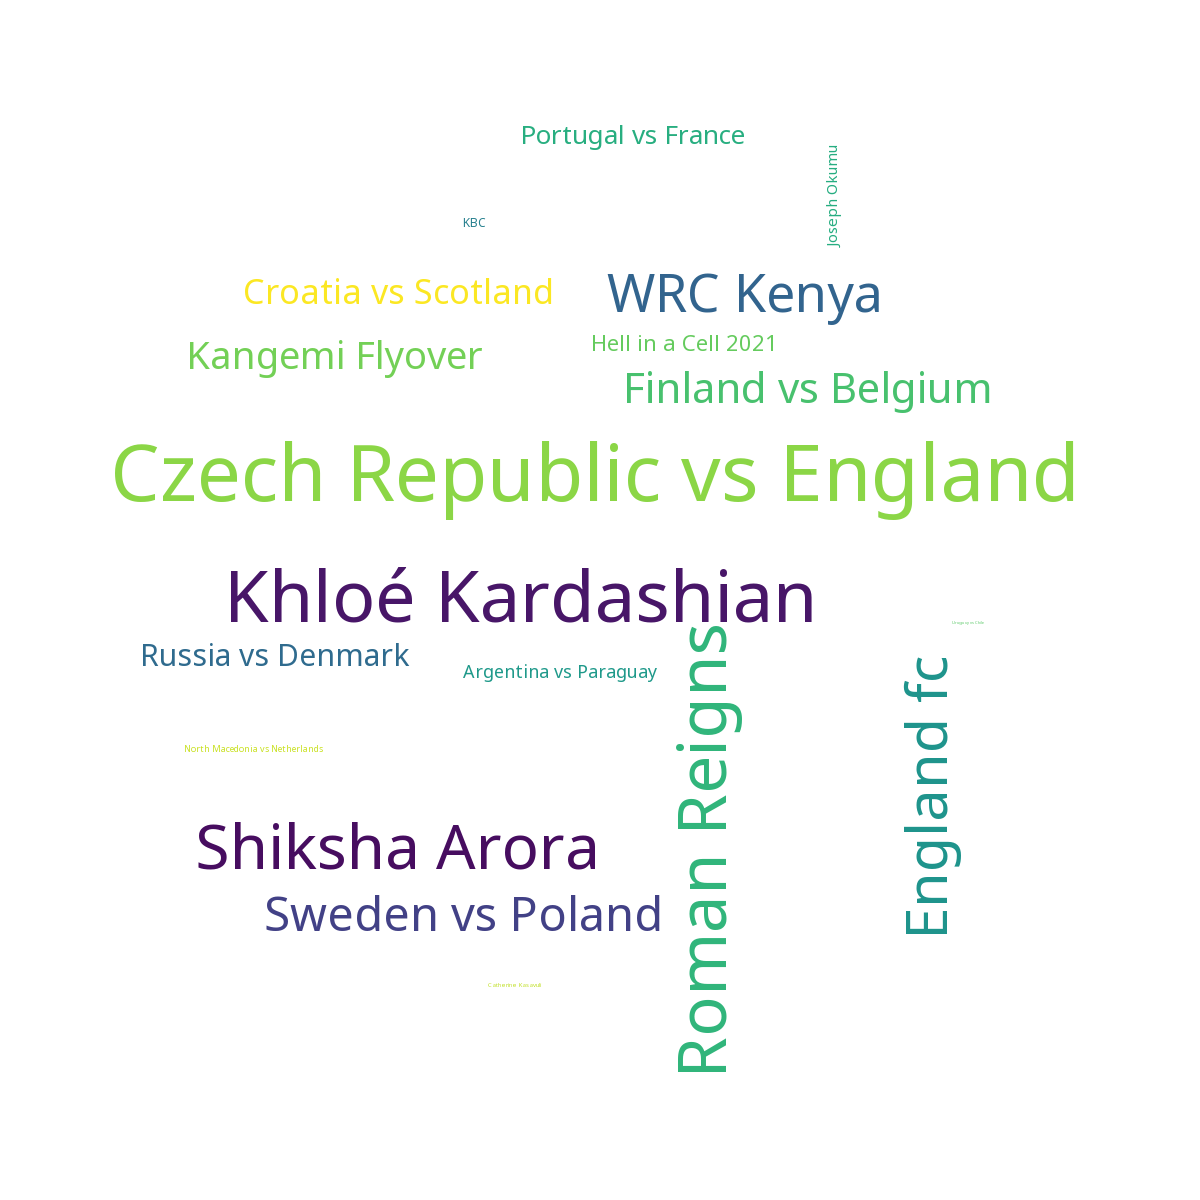 Portugal vs France
Joseph Okumu
KBC
Croatia vs Scotland
WRC Kenya
Hell in a Cell 2021
Kangemi Flyover
Finland vs Belgium
Czech Republic vs England
Khloé Kardashian
Uruguay vs Chile
Russia vs Denmark
Argentina vs Paraguay
Roman Reigns
England fc
North Macedonia vs Netherlands
Shiksha Arora
Sweden vs Poland
Catherine